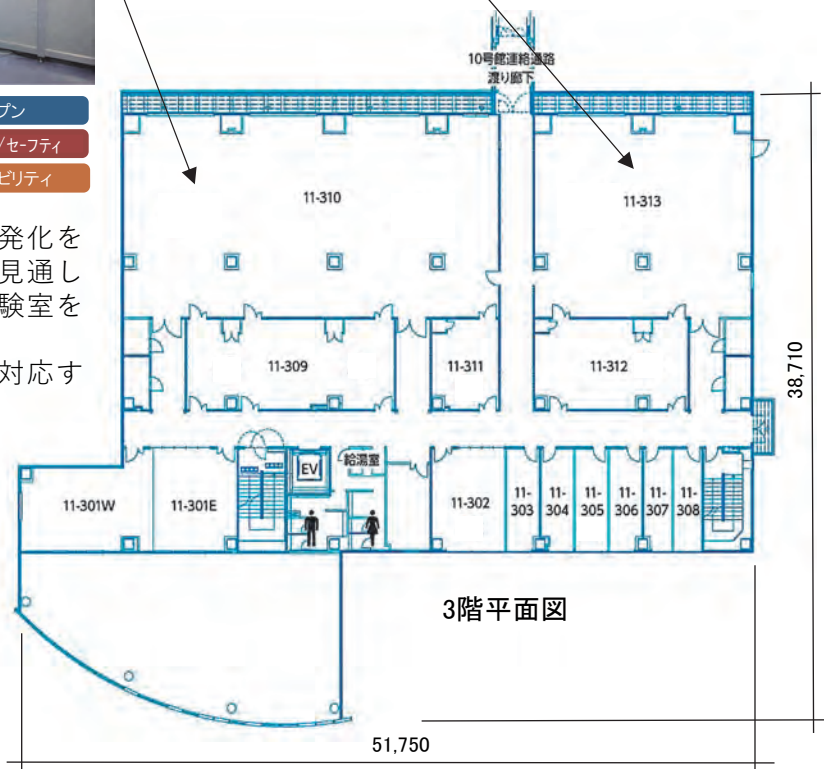 プン
/セーフティ
ビリティ
発化を
見通し
験室を
対応す
10号館連絡通路
渡り廊下
11-310
11-313
11-309
11-311
11-312
38,710
EV
給湯室
11-301W
11-301E
11-302
11-
303
11-
304
11-
305
11-
306
11-
307
11-
308
3階平面図
51,750